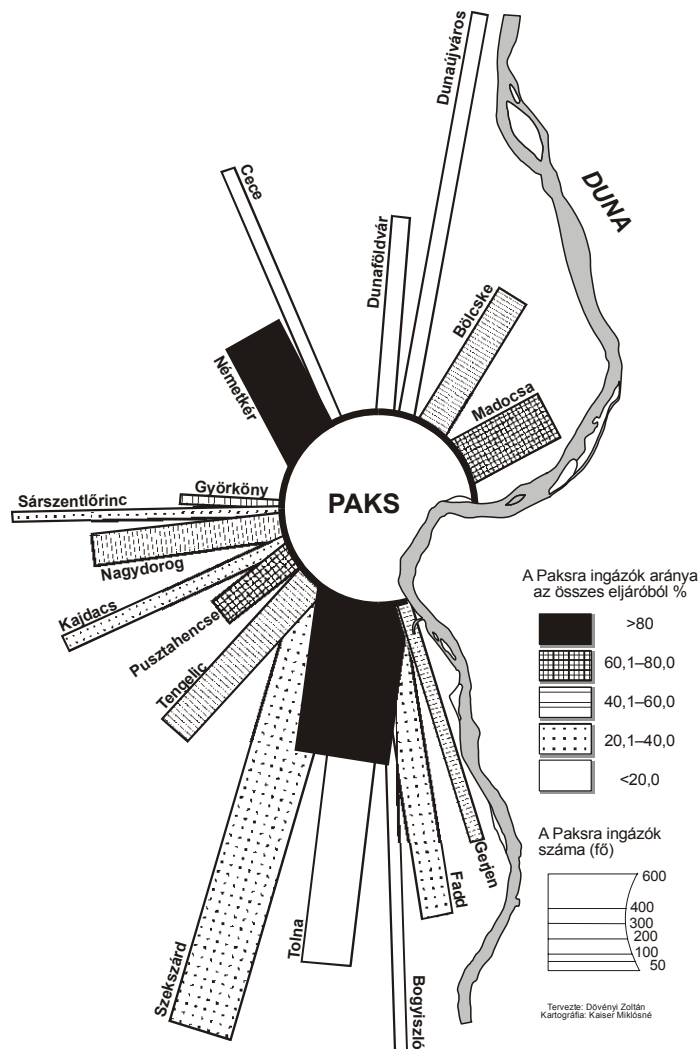 Dunaújváros
Cece
Dunaföldvár
DUNA
Bölcske
Németkér
Madocsa
Györköny
Sárszentlőrinc
PAKS
Nagydorog
Kajdacs
Pusztahencse
Tengelic
Gerjen
Fadd
Tolna
Szekszárd
Bogyiszló
A Paksra ingázók aránya
az összes eljáróból %
>80
60,1–80,0
40,1–60,0
20,1–40,0
<20,0
A Paksra ingázók
száma (fő)
600
400
300
200
100
50
Tervezte: Dövényi Zoltán
Kartográfia: Kaiser Miklósné